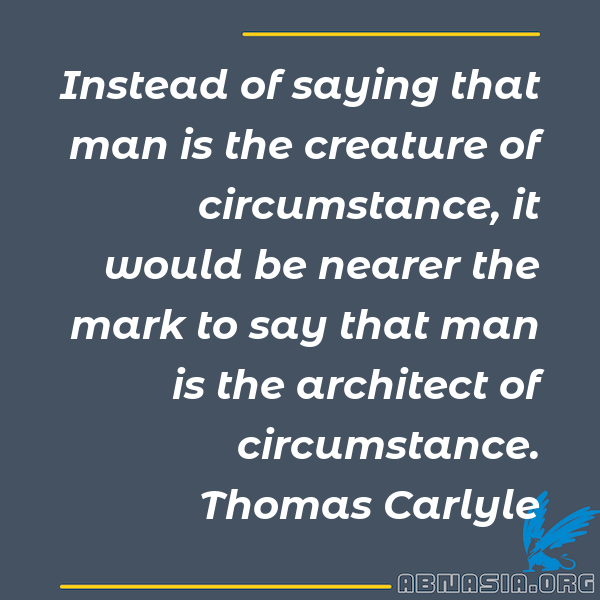 Instead of saying that
man is the creature of
circumstance, it
would be nearer the
mark to say that man
is the architect of
circumstance.
Thomas Carlyle
ABNASIA.ORG